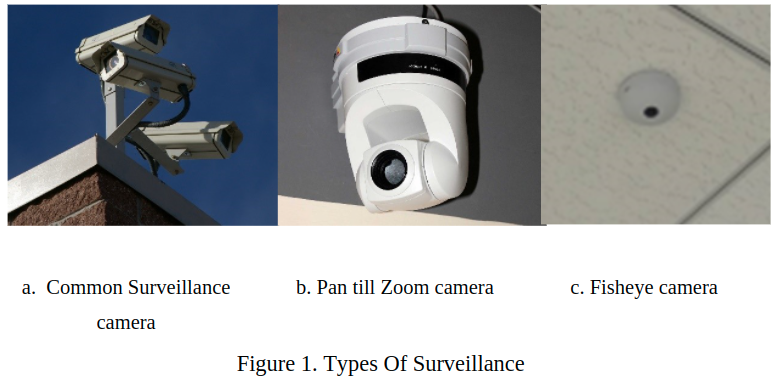 a. Common Surveillance
camera
b. Pan till Zoom camera
c. Fisheye camera
Figure 1. Types Of Surveillance